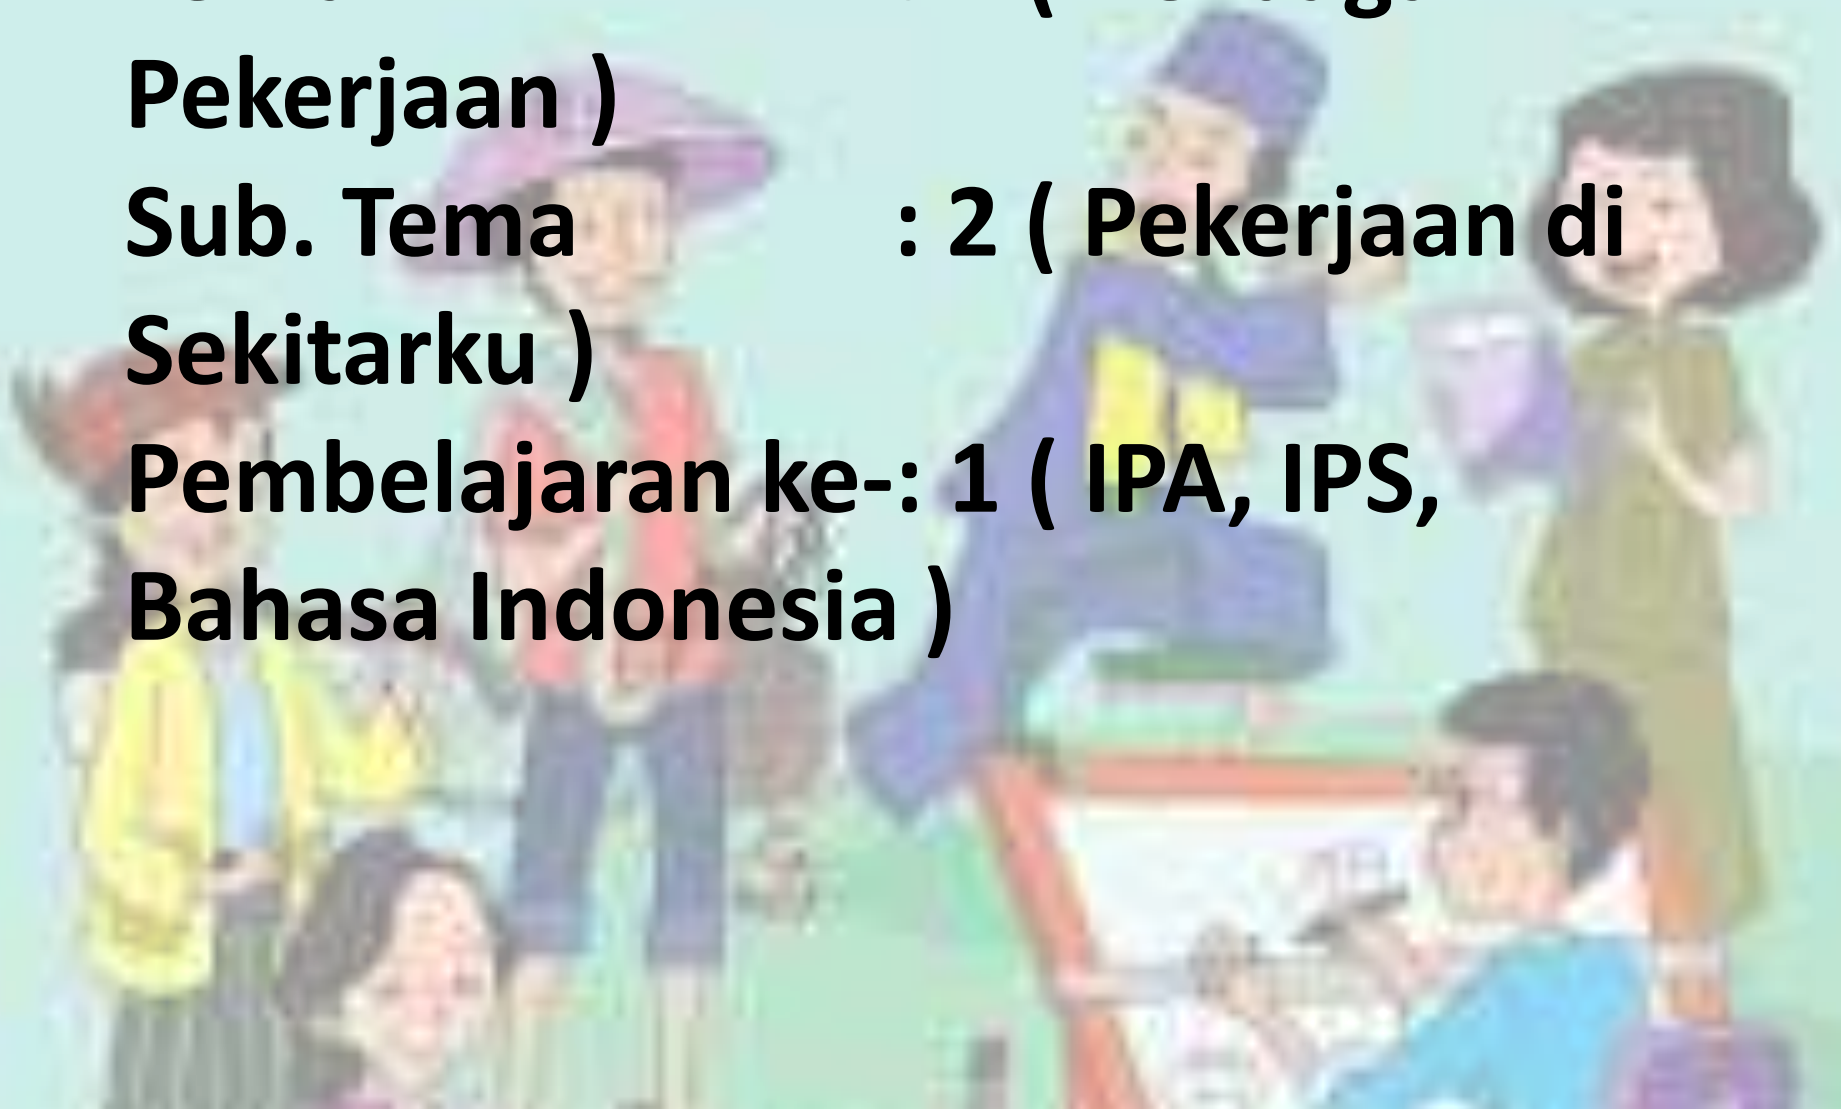 Pekerjaan )
Sub. Tema : 2 ( Pekerjaan di
Sekitarku )
Pembelajaran ke-: 1 ( IPA, IPS,
Bahasa Indonesia )